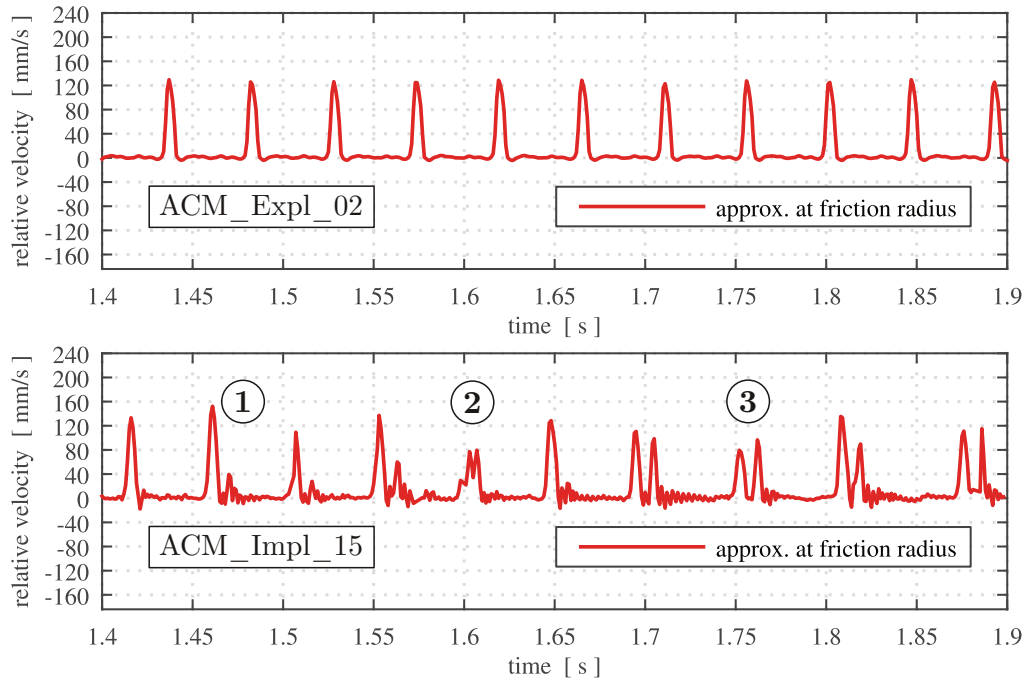 240
200
160
120
80
40
0
-40
-80
-120
-160
relative velocity [ mm/s ]
ACM_Expl_02
approx. at friction radius
1.4 1.45 1.5 1.55 1.6 1.65 1.7 1.75 1.8 1.85 1.9
time [ s ]
240
200
160
120
80
40
0
-40
-80
-120
-160
relative velocity [ mm/s ]
1
2
3
ACM_Impl_15
approx. at friction radius
1.4 1.45 1.5 1.55 1.6 1.65 1.7 1.75 1.8 1.85 1.9
time [ s ]